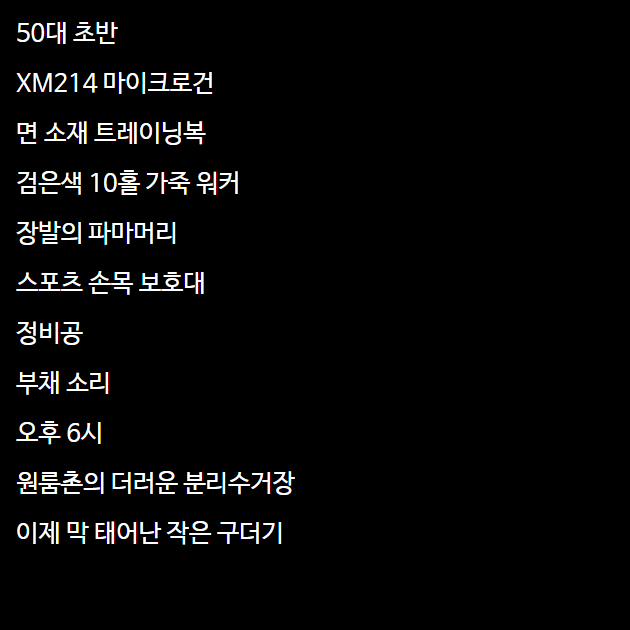 50대 초반
XM214 마이크로건
면 소재 트레이닝복
검은색 10홀 가죽 워커
장발의 파마머리
스포츠 손목 보호대
정비공
부채 소리
오후 6시
원룸촌의 더러운 분리수거장
이제 막 태어난 작은 구더기